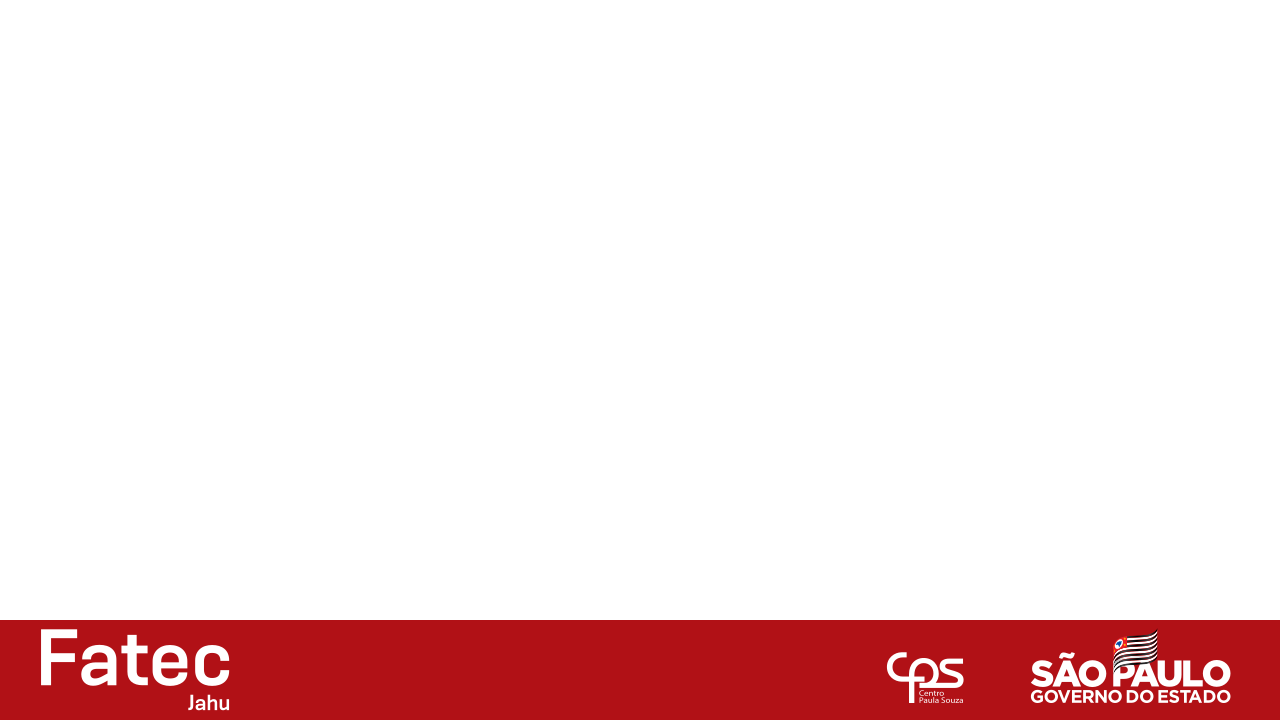 Fatec
Jahu
cps
Centro
Paula Souza
SÃO PAULO
GOVERNO DO ESTADO